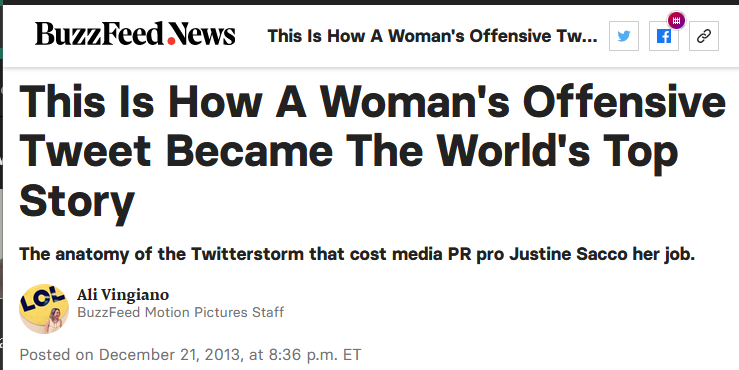 BuzzFeed News This Is How A Woman's Offensive Tw...
This Is How A Woman's Offensive
Tweet Became The World's Top
Story
The anatomy of the Twitterstorm that cost media PR pro Justine Sacco her job.
LOL
Ali Vingiano
BuzzFeed Motion Pictures Staff
Posted on December 21, 2013, at 8:36 p.m. ET